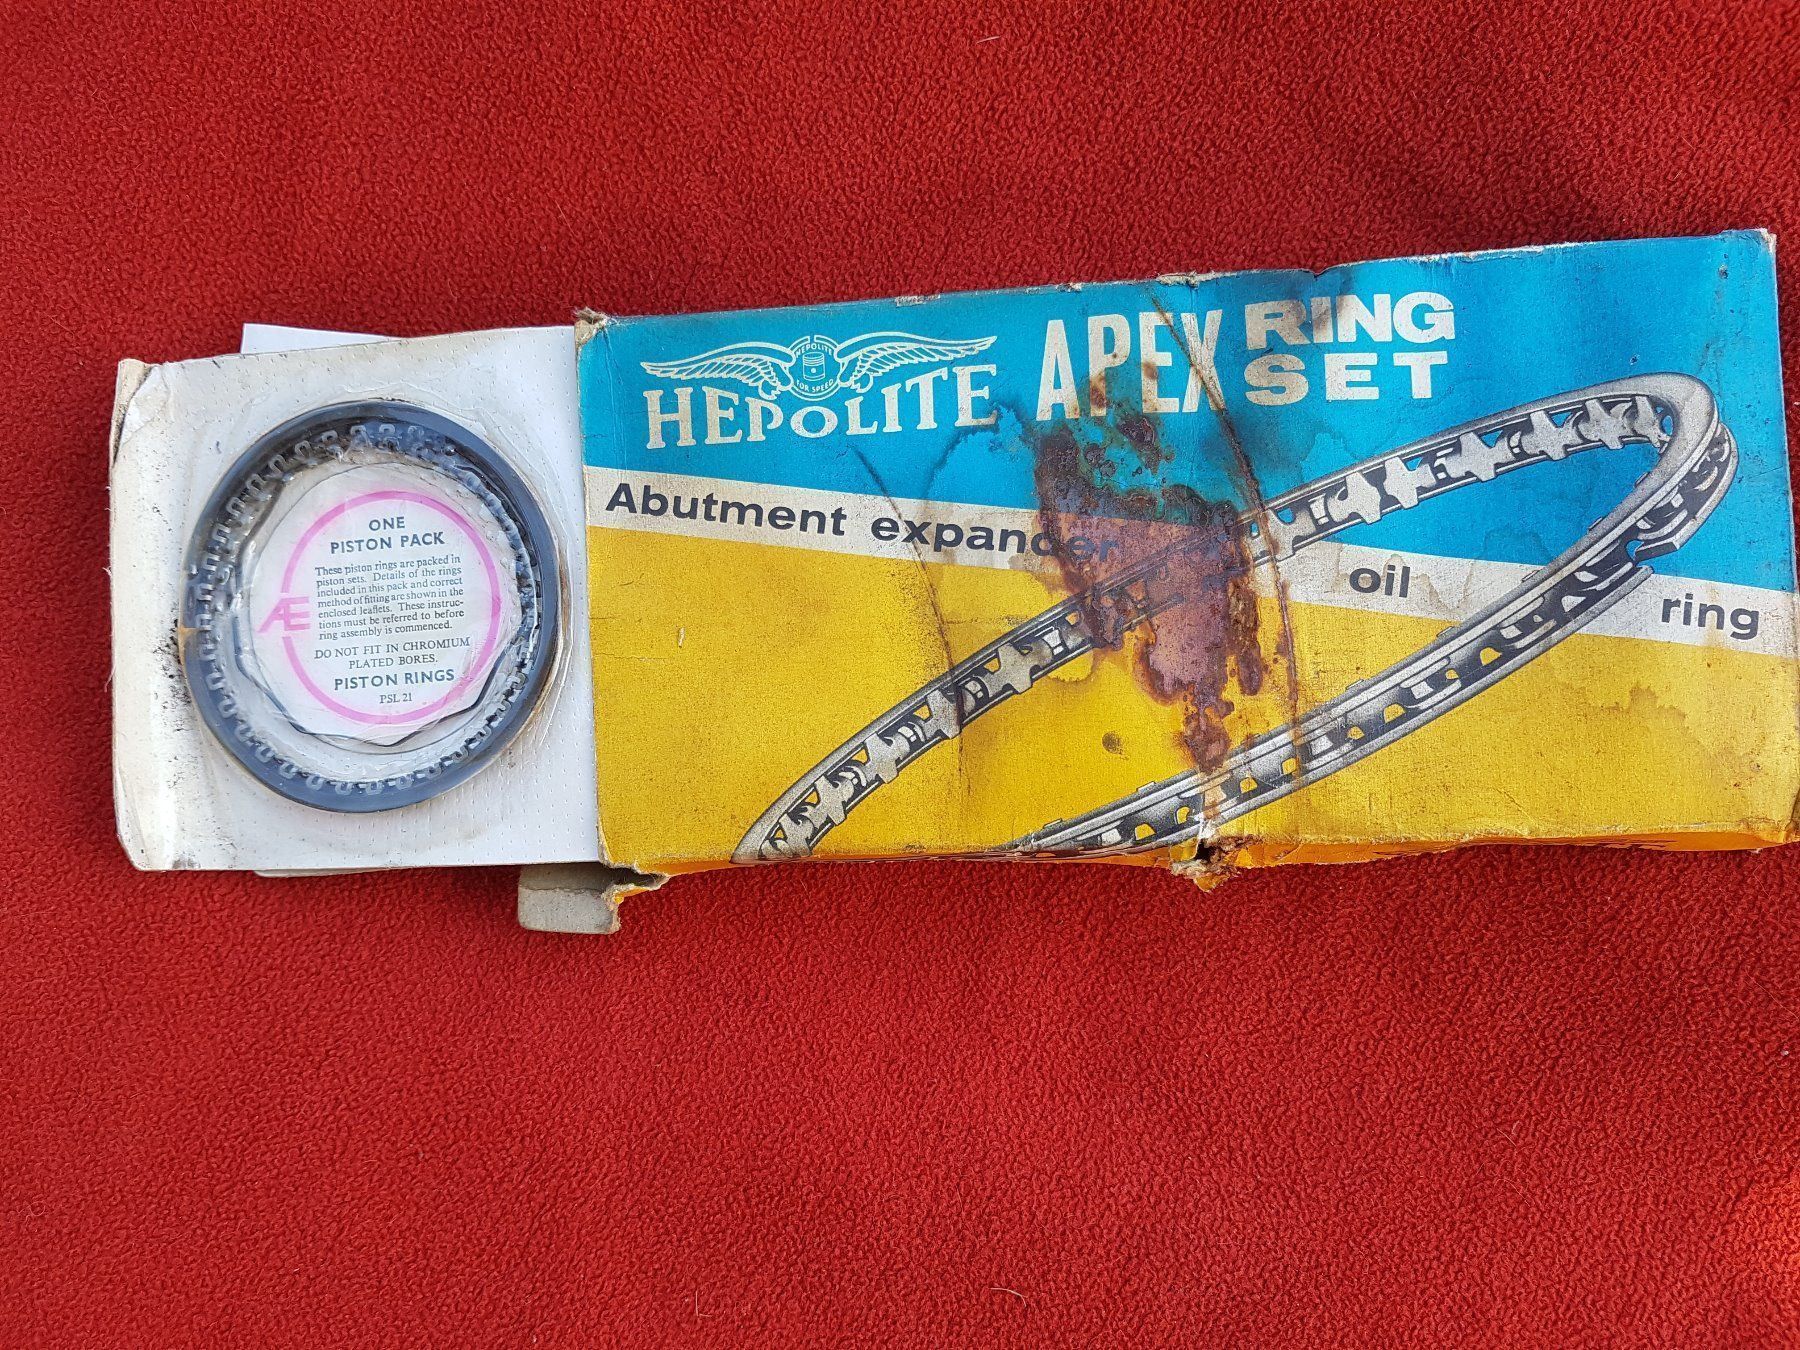 HEPOLITE
FOR SPEED
HEPOLITE APEX RING SET
Abutment expander oil ring
ONE
PISTON PACK
These piston rings are packed in
piston sets. Details of the rings
included in this pack and correct
method of fitting are shown in the
enclosed leaflets. These instruc-
tions must be referred to before
ring assembly is commenced.
DO NOT FIT IN CHROMIUM
PLATED BORES.
PISTON RINGS
PSL 21
AE